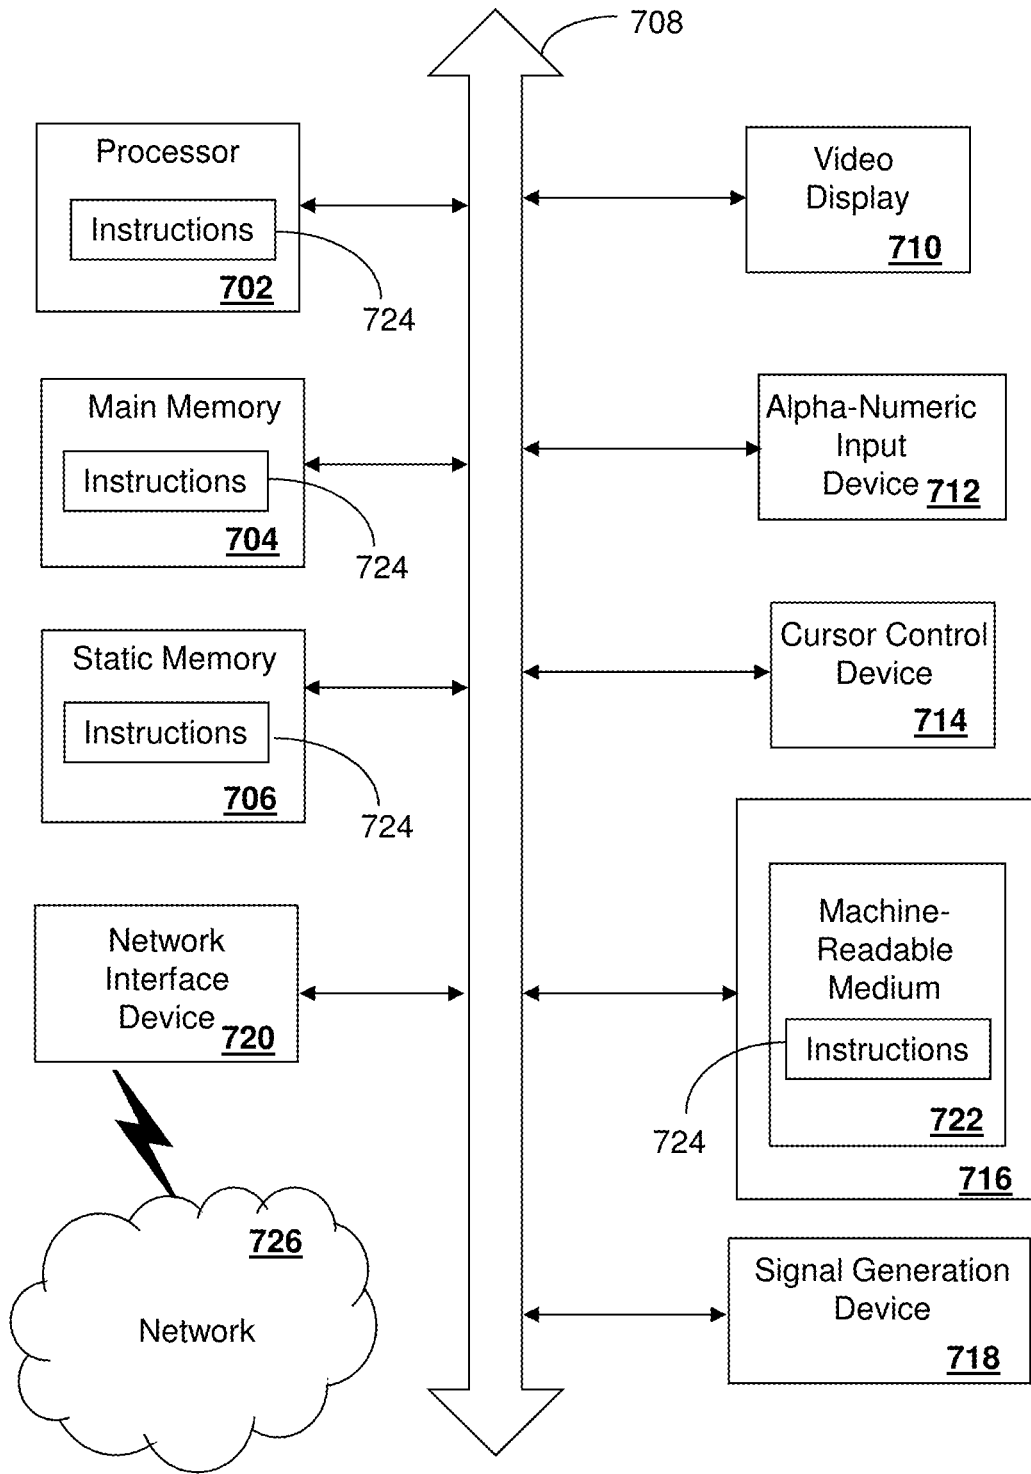 708
Processor
Instructions
702
724
Main Memory
Instructions
704
724
Static Memory
Instructions
706
724
Network
Interface
Device 720
726
Network
Video
Display
710
Alpha-Numeric
Input
Device 712
Cursor Control
Device
714
Machine-
Readable
Medium
Instructions
724
722
716
Signal Generation
Device
718